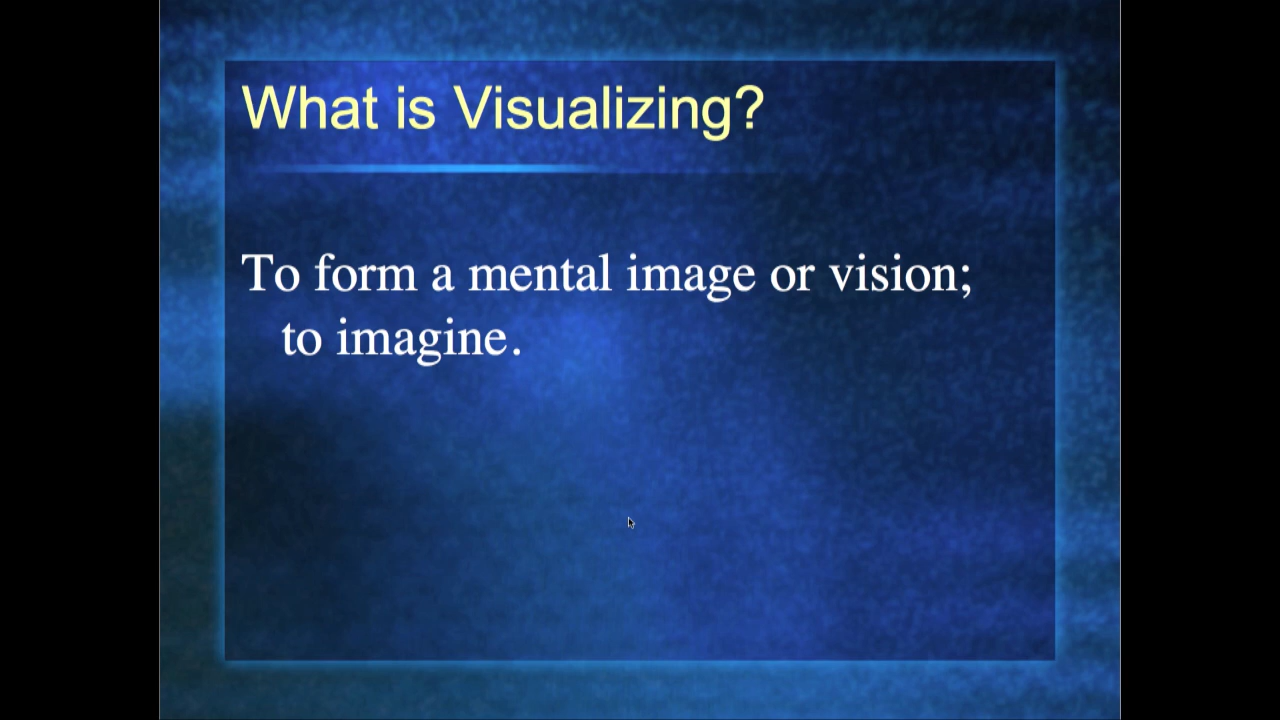 What is Visualizing?
To form a mental image or vision;
to imagine.